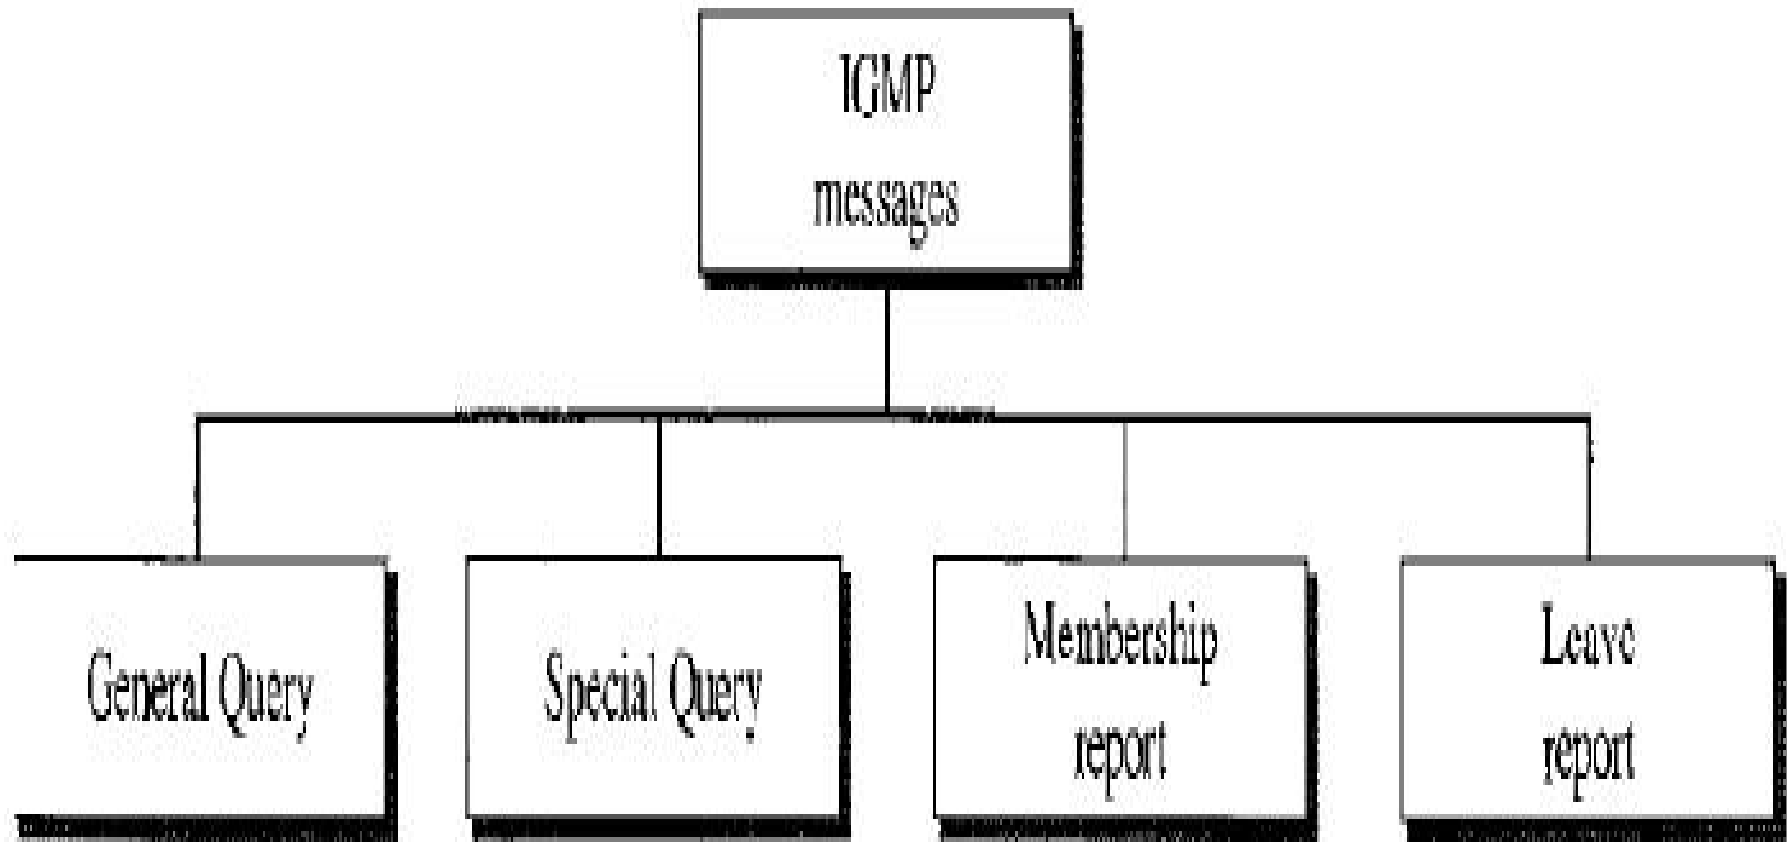 IGMP
messages
General Query
Special Query
Membership
report
Leave
report